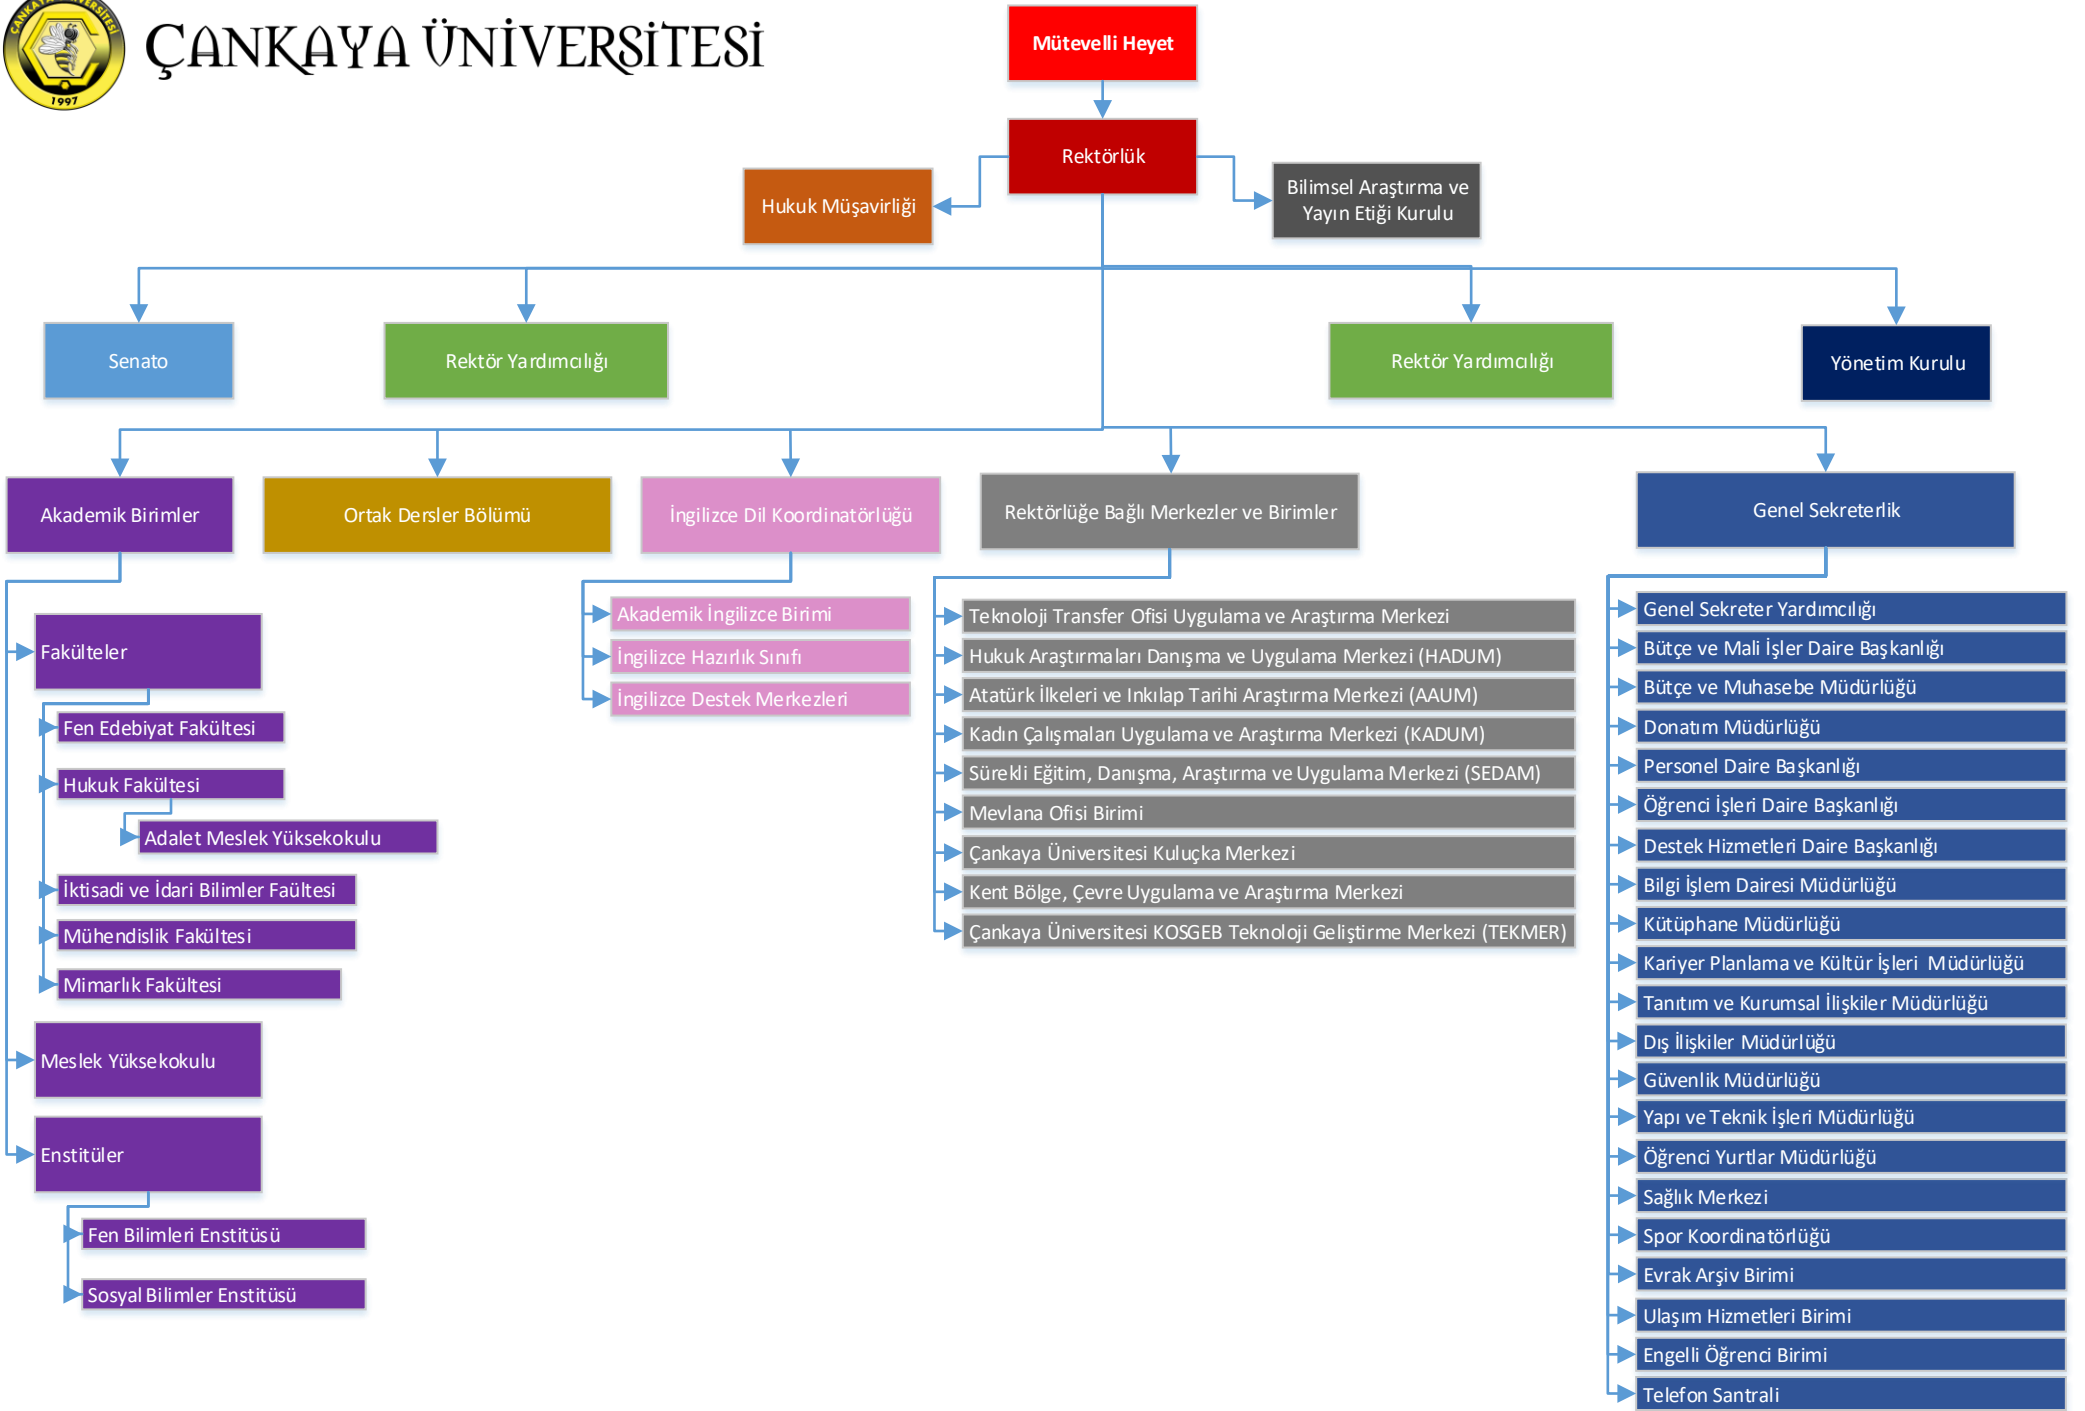 ÇANKAYA ÜNİVERSİTESİ
ÇANKAYA ÜNİVERSİTESİ
1997
Mütevelli Heyet
Rektörlük
Hukuk Müşavirliği
Bilimsel Araştırma ve
Yayın Etiği Kurulu
Senato
Rektör Yardımcılığı
Rektör Yardımcılığı
Yönetim Kurulu
Akademik Birimler
Ortak Dersler Bölümü
İngilizce Dil Koordinatörlüğü
Rektörlüğe Bağlı Merkezler ve Birimler
Genel Sekreterlik
Fakülteler
Fen Edebiyat Fakültesi
Hukuk Fakültesi
Adalet Meslek Yüksekokulu
İktisadi ve İdari Bilimler Faültesi
Mühendislik Fakültesi
Mimarlık Fakültesi
Meslek Yüksekokulu
Enstitüler
Fen Bilimleri Enstitüsü
Sosyal Bilimler Enstitüsü
Akademik İngilizce Birimi
İngilizce Hazırlık Sınıfı
İngilizce Destek Merkezleri
Teknoloji Transfer Ofisi Uygulama ve Araştırma Merkezi
Hukuk Araştırmaları Danışma ve Uygulama Merkezi (HADUM)
Atatürk İlkeleri ve Inkılap Tarihi Araştırma Merkezi (AAUM)
Kadın Çalışmaları Uygulama ve Araştırma Merkezi (KADUM)
Sürekli Eğitim, Danışma, Araştırma ve Uygulama Merkezi (SEDAM)
Mevlana Ofisi Birimi
Çankaya Üniversitesi Kuluçka Merkezi
Kent Bölge, Çevre Uygulama ve Araştırma Merkezi
Çankaya Üniversitesi KOSGEB Teknoloji Geliştirme Merkezi (TEKMER)
Genel Sekreter Yardımcılığı
Bütçe ve Mali İşler Daire Başkanlığı
Bütçe ve Muhasebe Müdürlüğü
Donatım Müdürlüğü
Personel Daire Başkanlığı
Öğrenci İşleri Daire Başkanlığı
Destek Hizmetleri Daire Başkanlığı
Bilgi İşlem Dairesi Müdürlüğü
Kütüphane Müdürlüğü
Kariyer Planlama ve Kültür İşleri Müdürlüğü
Tanıtım ve Kurumsal İlişkiler Müdürlüğü
Dış İlişkiler Müdürlüğü
Güvenlik Müdürlüğü
Yapı ve Teknik İşleri Müdürlüğü
Öğrenci Yurtlar Müdürlüğü
Sağlık Merkezi
Spor Koordinatörlüğü
Evrak Arşiv Birimi
Ulaşım Hizmetleri Birimi
Engelli Öğrenci Birimi
Telefon Santrali